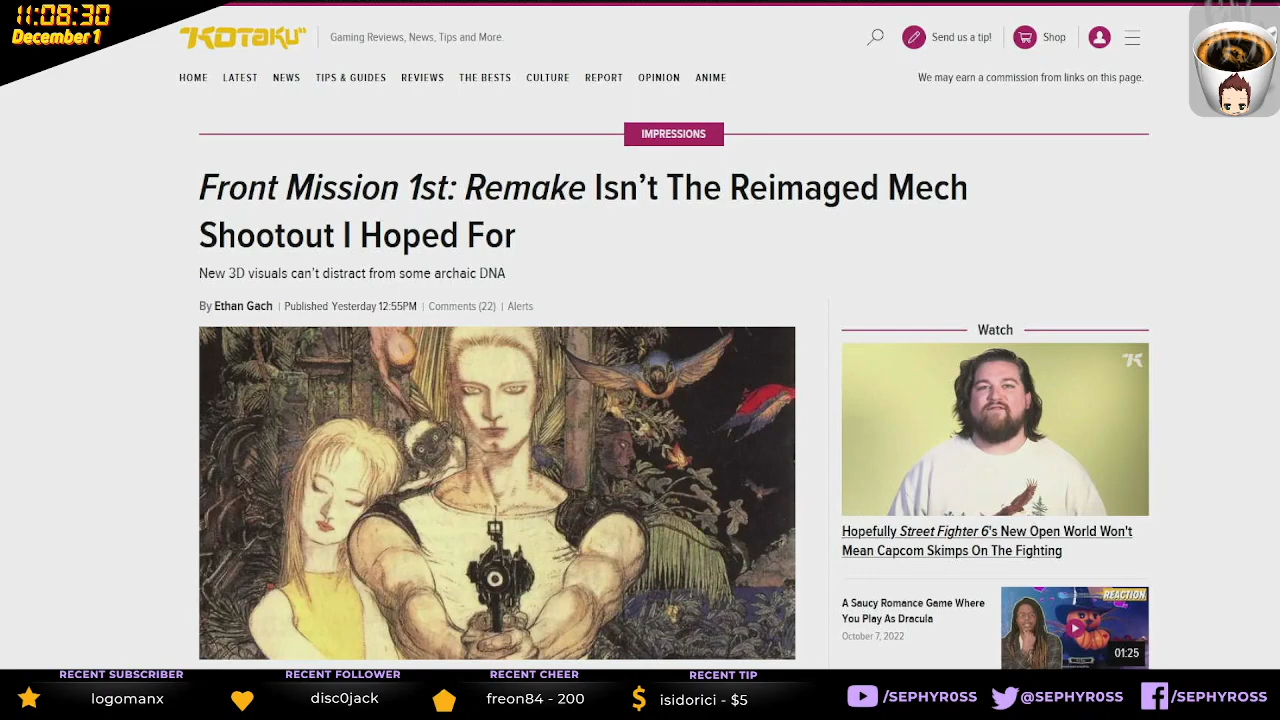 11:08:30
December 1
KOTAKU
Gaming Reviews, News, Tips and More.
Send us a tip!
Shop
HOME LATEST NEWS TIPS & GUIDES REVIEWS THE BESTS CULTURE REPORT OPINION ANIME
We may earn a commission from links on this page.
IMPRESSIONS
Front Mission 1st: Remake Isn’t The Reimaged Mech
Shootout I Hoped For
New 3D visuals can’t distract from some archaic DNA
By Ethan Gach | Published Yesterday 12:55PM | Comments (22) | Alerts
Watch
Hopefully Street Fighter 6's New Open World Won't
Mean Capcom Skimps On The Fighting
A Saucy Romance Game Where
You Play As Dracula
October 7, 2022
REACTION
01:25
RECENT SUBSCRIBER
logomanx
RECENT FOLLOWER
disc0jack
RECENT CHEER
freon84 - 200
RECENT TIP
isidorici - $5
/SEPHYR0SS
@SEPHYR0SS
/SEPHYROSS